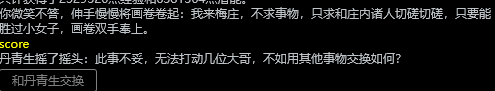 你微笑不答，伸手慢慢将画卷卷起：我来梅庄，不求事物，只求和庄内诸人切磋切磋，只要能
胜过小女子，画卷双手奉上。
score
丹青生摇了摇头：此事不妥，无法打动几位大哥，不如用其他事物交换如何？
和丹青生交换